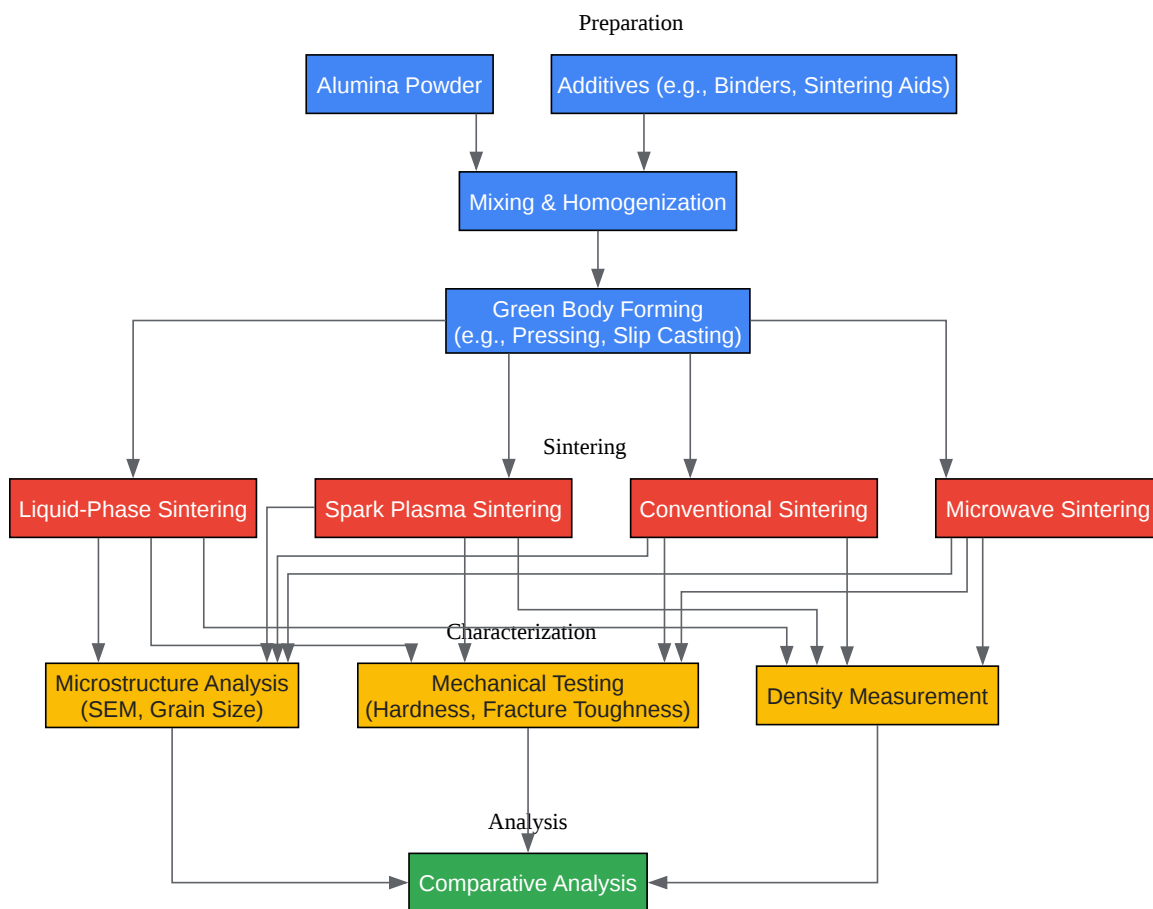 Preparation
Alumina Powder
Additives (e.g., Binders, Sintering Aids)
Mixing & Homogenization
Green Body Forming
(e.g., Pressing, Slip Casting)
Sintering
Liquid-Phase Sintering
Spark Plasma Sintering
Conventional Sintering
Microwave Sintering
Characterization
Microstructure Analysis
(SEM, Grain Size)
Mechanical Testing
(Hardness, Fracture Toughness)
Density Measurement
Analysis
Comparative Analysis